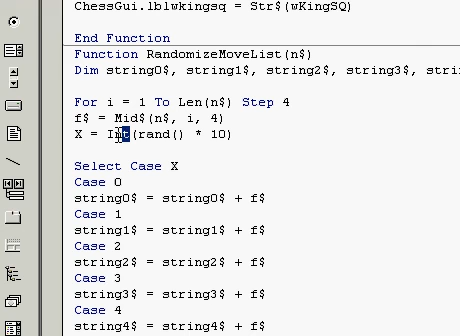 ChessGui.lblwkingsq = Str$(wKingSQ)
End Function
Function RandomizeMoveList(n$)
Dim string0$, string1$, string2$, string3$, stri
For i = 1 To Len(n$) Step 4
f$ = Mid$(n$, i, 4)
X = Int(rand() * 10)
Select Case X
Case 0
string0$ = string0$ + f$
Case 1
string1$ = string1$ + f$
Case 2
string2$ = string2$ + f$
Case 3
string3$ = string3$ + f$
Case 4
string4$ = string4$ + f$